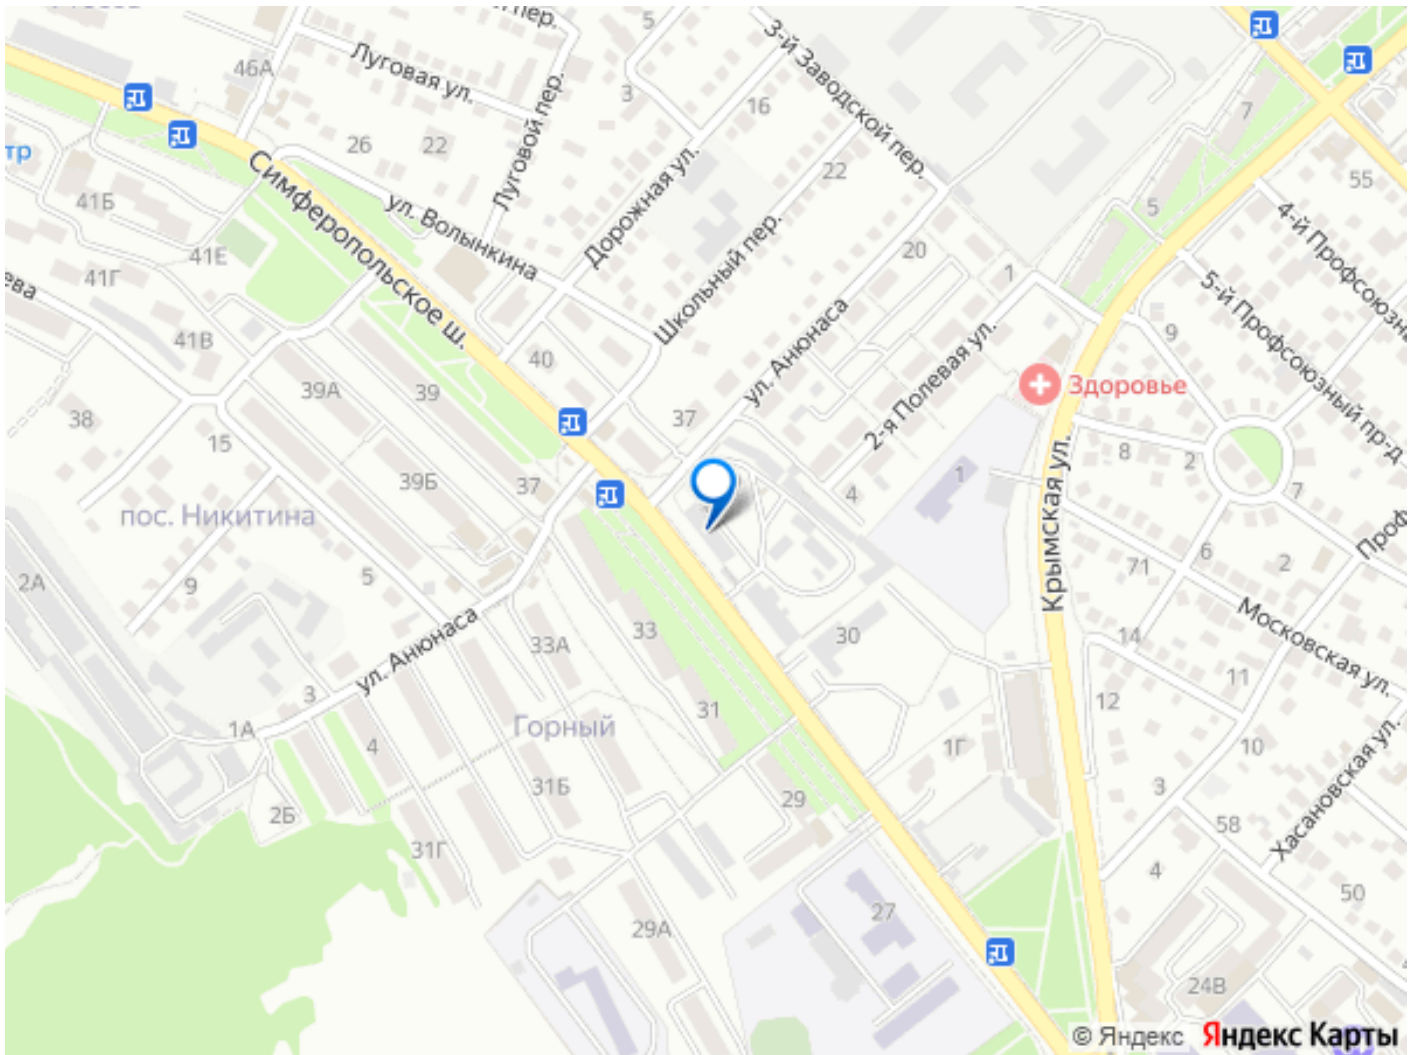 пер.
5
3-й Заводской пер.
46А
Луговая ул.
Луговой пер.
3
16
7
тр
26
22
Дорожная ул.
22
55
41Б
Симферопольское ш.
ул. Волынкина
Школьный пер.
5
4-й Профсоюзн
41Е
20
41Г
ева
1
5-й Профсоюзный пр-д
41В
40
ул. Анюнаса
2-я Полевая ул.
9
39А
39
Здоровье
38
15
37
Крымская ул.
8
2
39Б
37
4
1
7
пос. Никитина
Проф
2А
9
5
6
2
71
Московская ул.
ул. Анюнаса
33А
33
30
14
3
31
12
11
1А
4
Горный
1Г
10
Хасановская ул.
2Б
31Б
29
3
58
31Г
4
50
29А
27
24В
© Яндекс Яндекс Карты